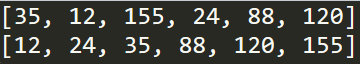 [35, 12, 155, 24, 88, 120]
[12, 24, 35, 88, 120, 155]